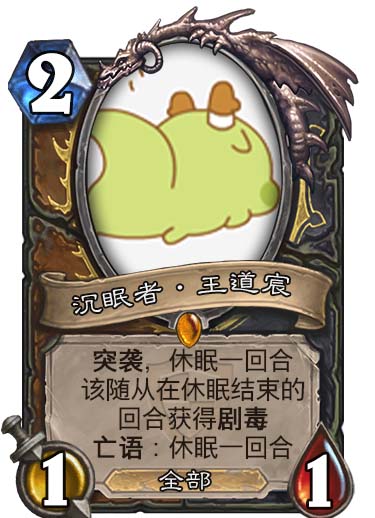 2
沉眠者·王道宸
突袭，休眠一回合
该随从在休眠结束的
回合获得剧毒
亡语：休眠一回合
全部
1
1